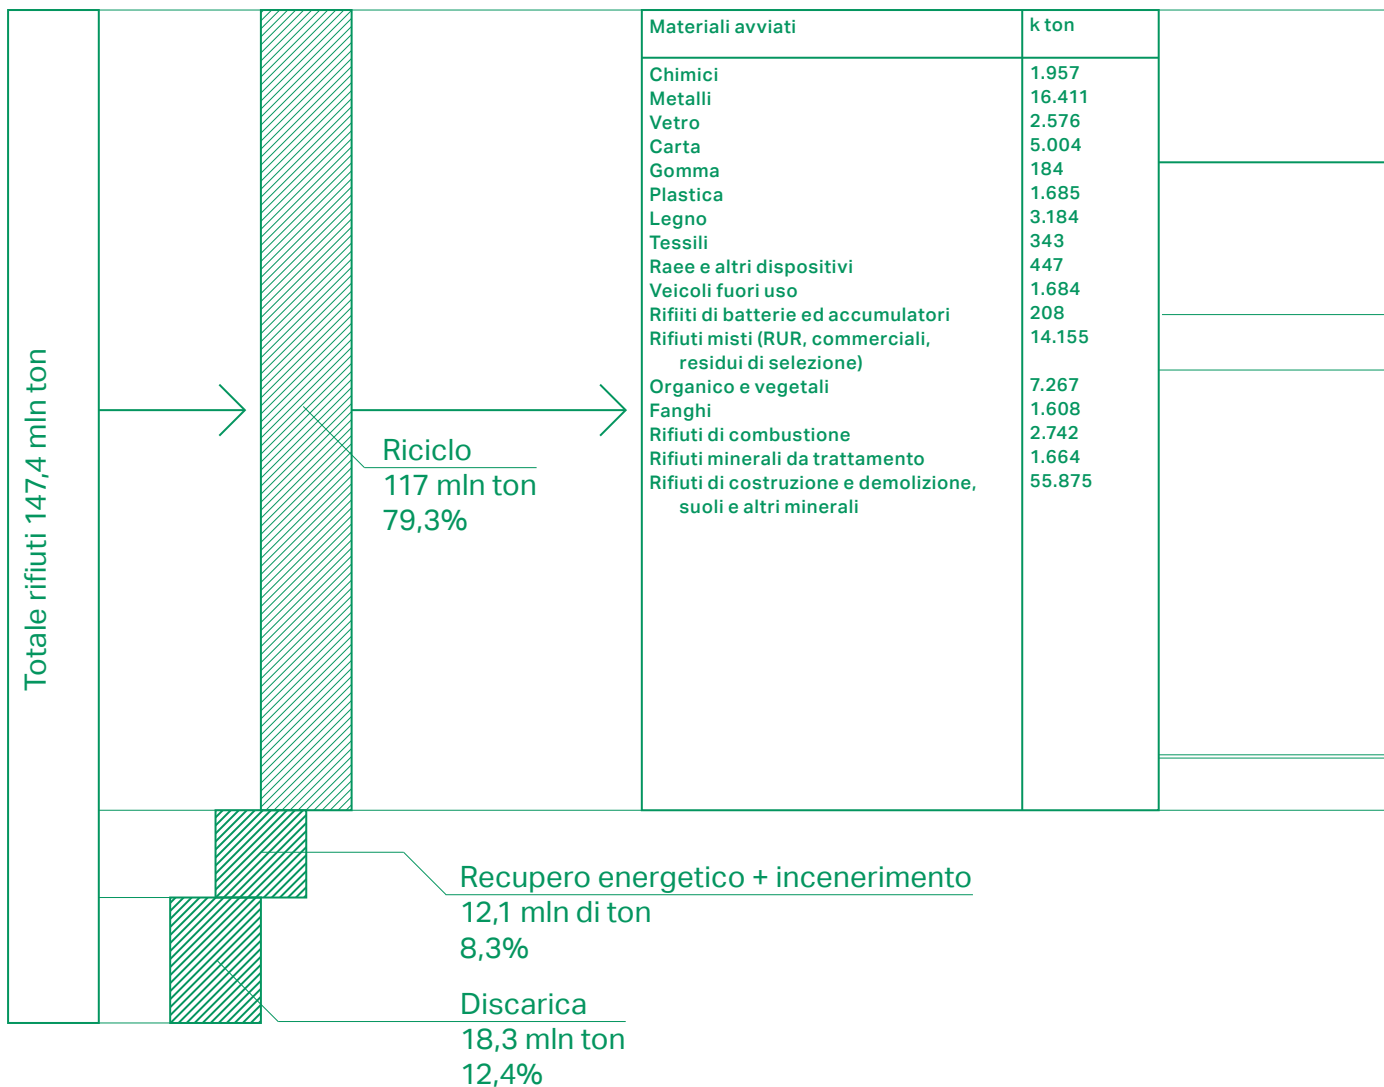 Totale rifiuti 147,4 mln ton
Riciclo
117 mln ton
79,3%
Materiali avviati k ton
Chimici 1.957
Metalli 16.411
Vetro 2.576
Carta 5.004
Gomma 184
Plastica 1.685
Legno 3.184
Tessili 343
Raee e altri dispositivi 447
Veicoli fuori uso 1.684
Rifiiti di batterie ed accumulatori 208
Rifiuti misti (RUR, commerciali, 14.155
residui di selezione)
Organico e vegetali 7.267
Fanghi 1.608
Rifiuti di combustione 2.742
Rifiuti minerali da trattamento 1.664
Rifiuti di costruzione e demolizione, 55.875
suoli e altri minerali
Recupero energetico + incenerimento
12,1 mln di ton
8,3%
Discarica
18,3 mln ton
12,4%